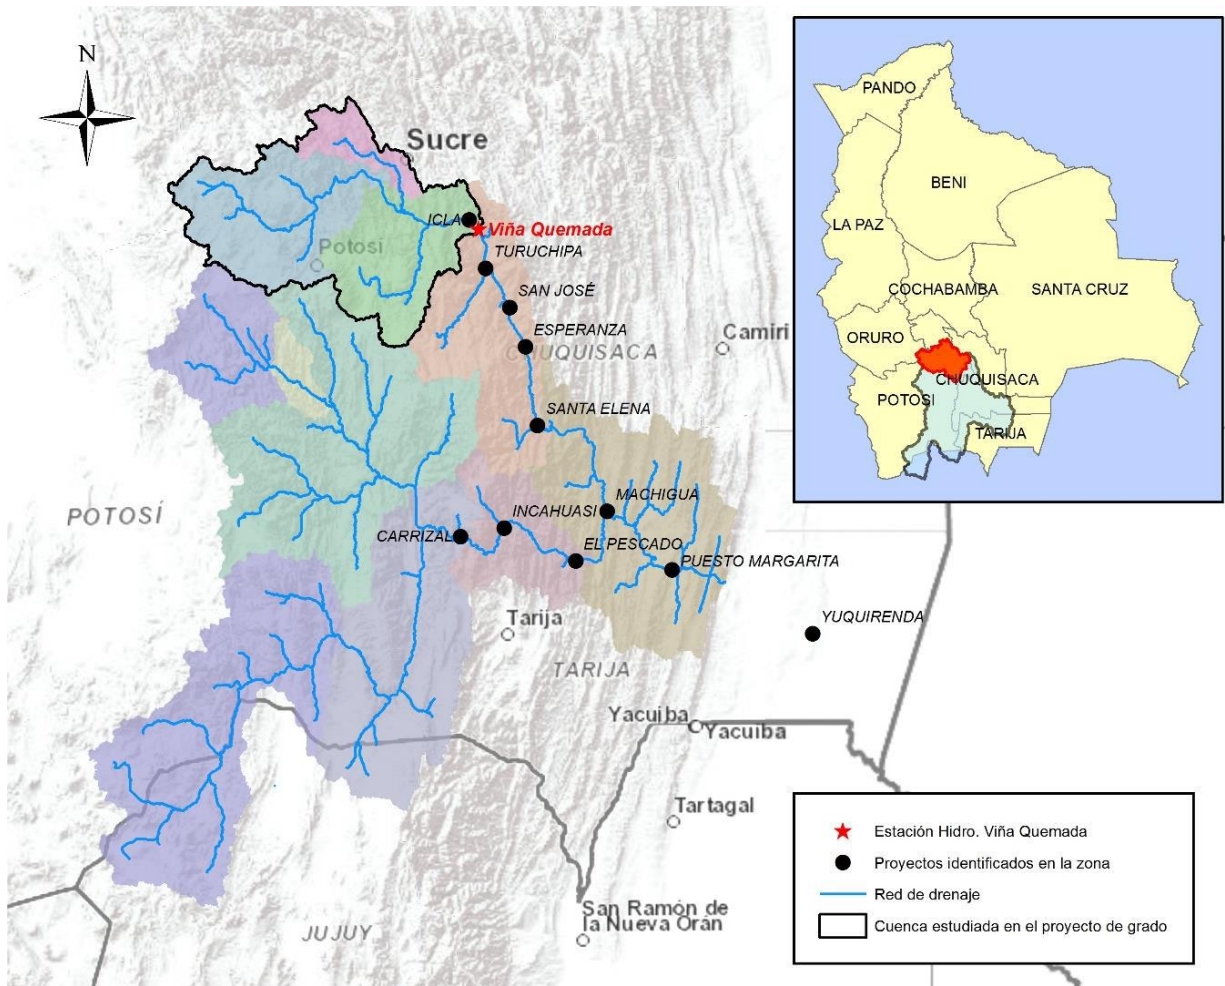 N
Sucre
ICLA
Viña Quemada
Potosí
TURUCHIPA
SAN JOSÉ
ESPERANZA
CHUQUISACA
Camiri
SANTA ELENA
MACHIGUA
POTOSÍ
INCAHUASI
CARRIZAL
EL PESCADO
PUESTO MARGARITA
Tarija
YUQUIRENDA
TARIJA
Yacuiba
Yacuiba
Tartagal
San Ramón de
la Nueva Orán
JUJUY
PANDO
BENI
LA PAZ
COCHABAMBA
SANTA CRUZ
ORURO
CHUQUISACA
POTOSI
TARIJA
Estación Hidro. Viña Quemada
Proyectos identificados en la zona
Red de drenaje
Cuenca estudiada en el proyecto de grado